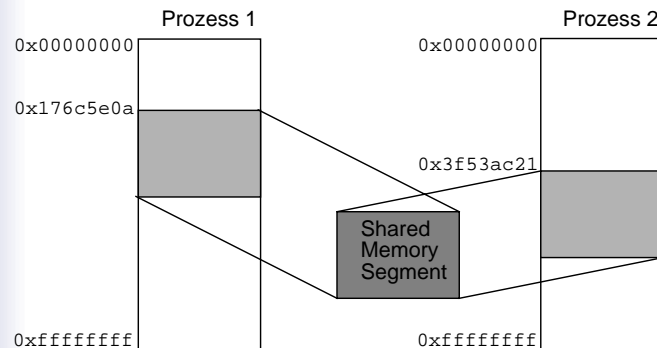 Prozess 1
Prozess 2
0x00000000
0x00000000
0x176c5e0a
0x3f53ac21
Shared
Memory
Segment
0xffffffff
0xffffffff